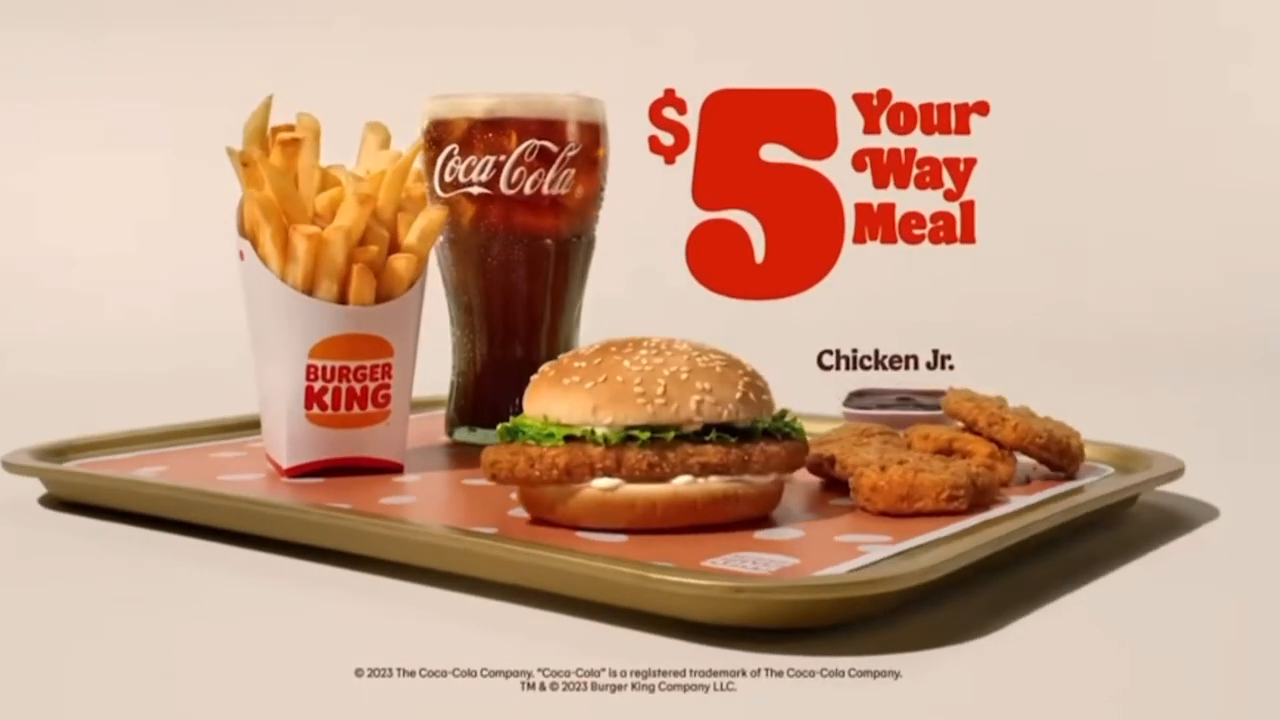 $5 Your
Way
Meal
Coca-Cola
BURGER
KING
Chicken Jr.
© 2023 The Coca-Cola Company. "Coca-Cola" is a registered trademark of The Coca-Cola Company.
TM & © 2023 Burger King Company LLC.